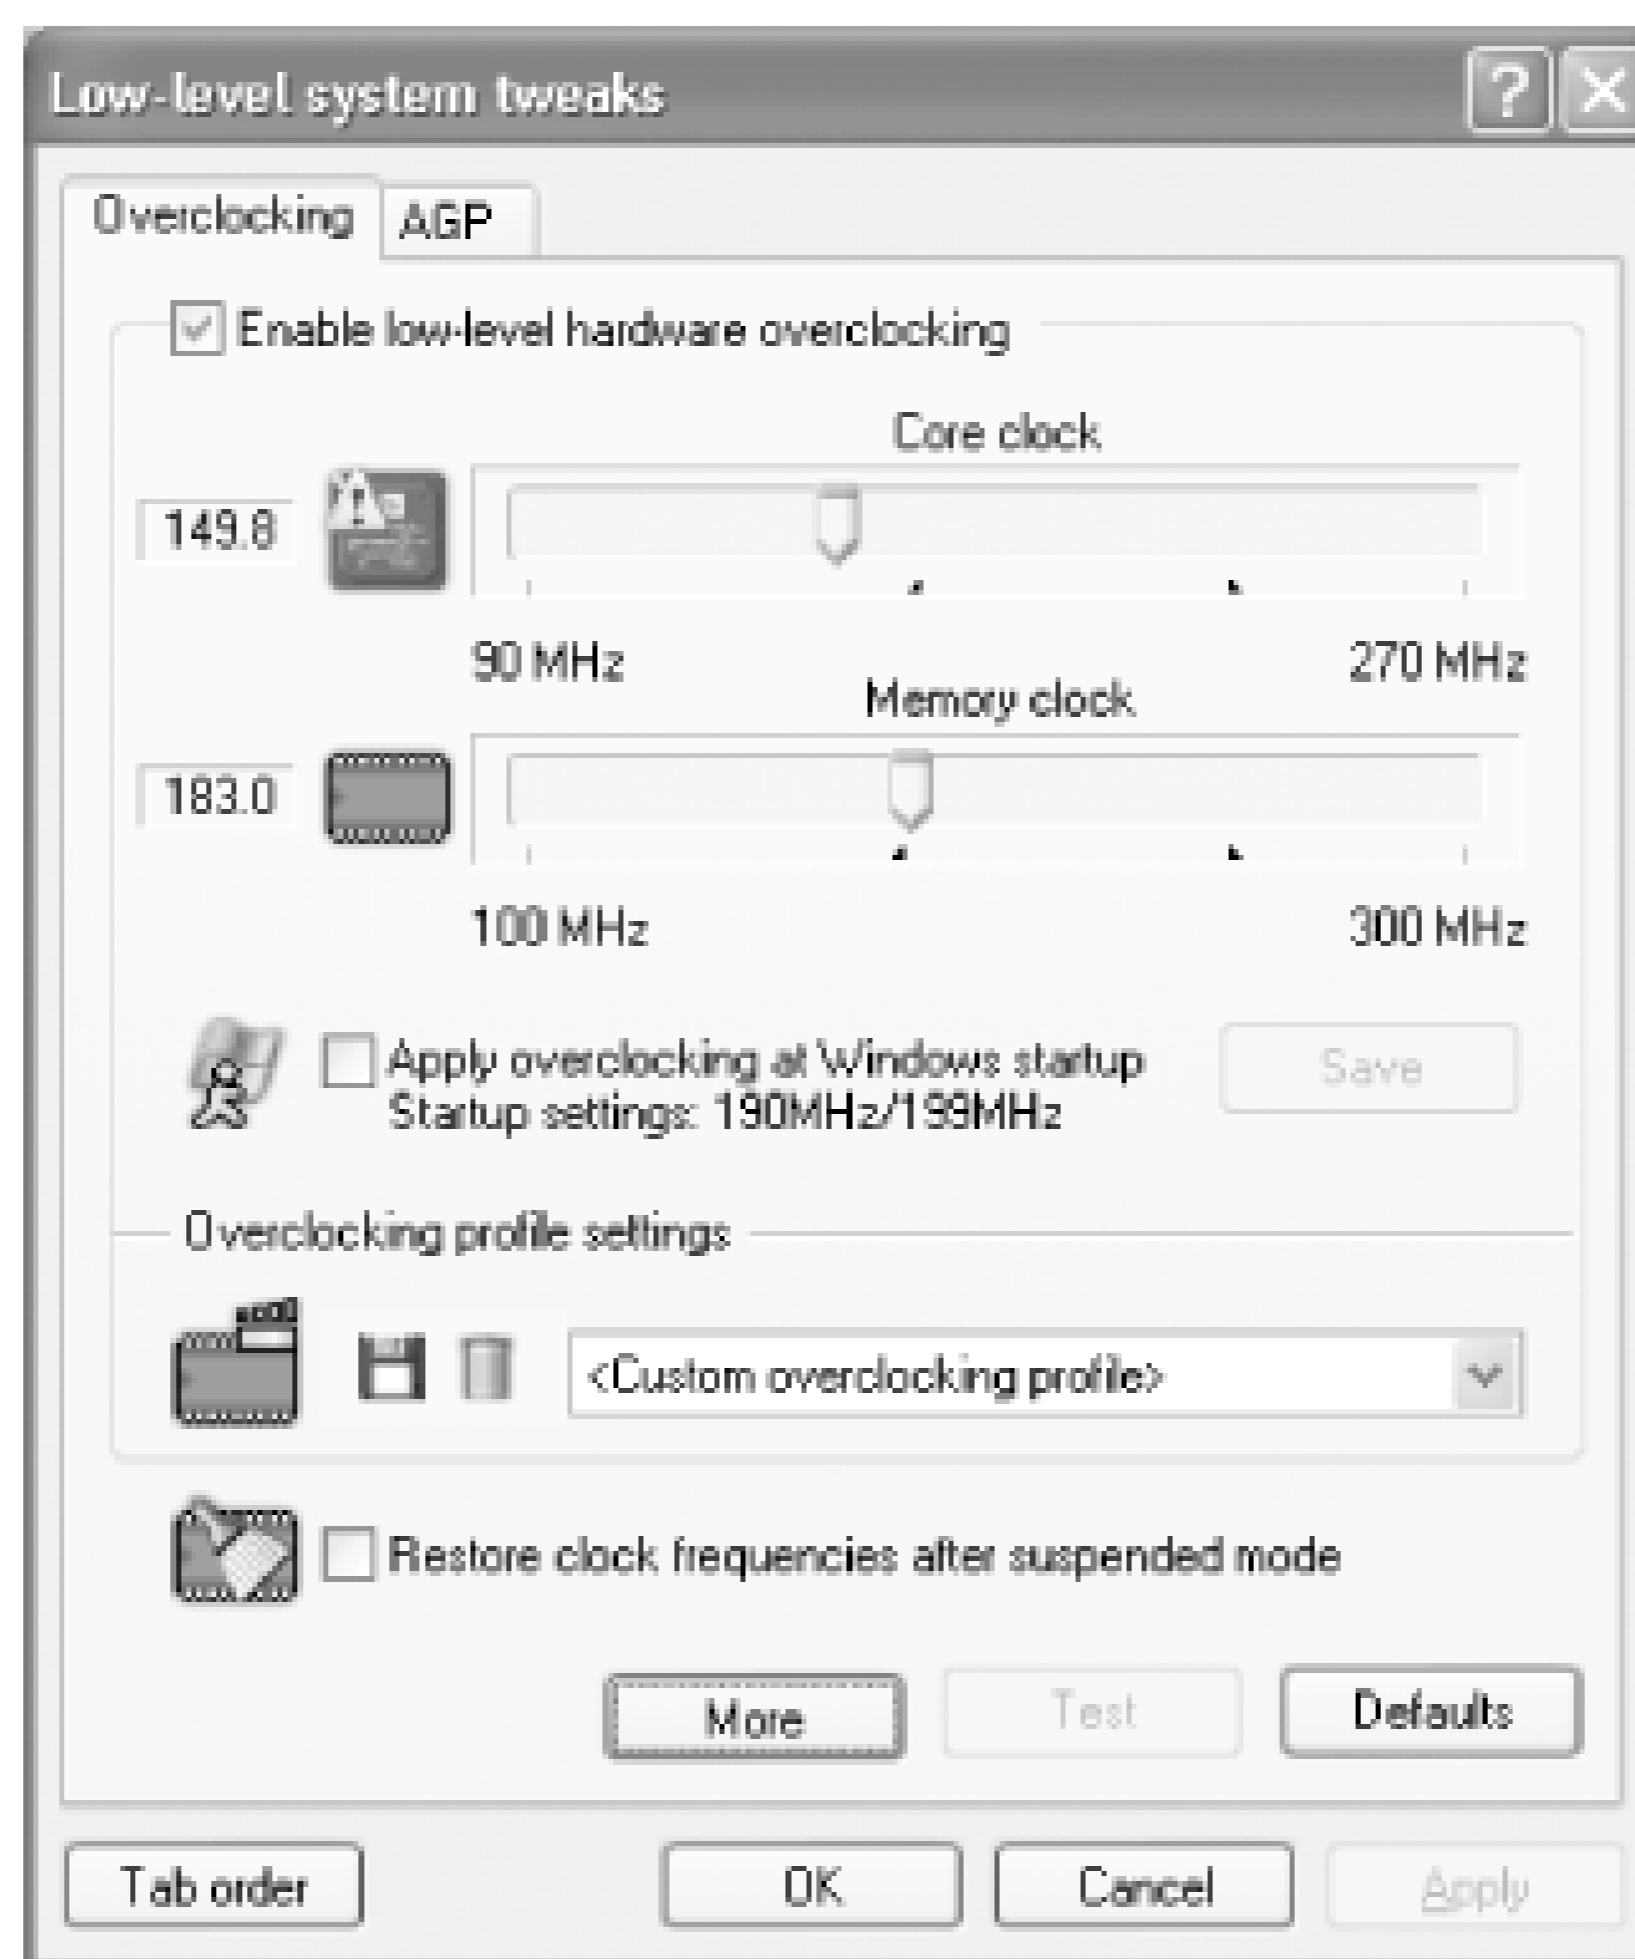 Low-level system tweaks
Overclocking AGP
Enable low-level hardware overclocking
Core clock
149.8
90 MHz 270 MHz
Memory clock
183.0
100 MHz 300 MHz
Apply overclocking at Windows startup Save
Startup settings: 190MHz/199MHz
Overclocking profile settings
<Custom overclocking profile>
Restore clock frequencies after suspended mode
More Test Defaults
Tab order OK Cancel Apply